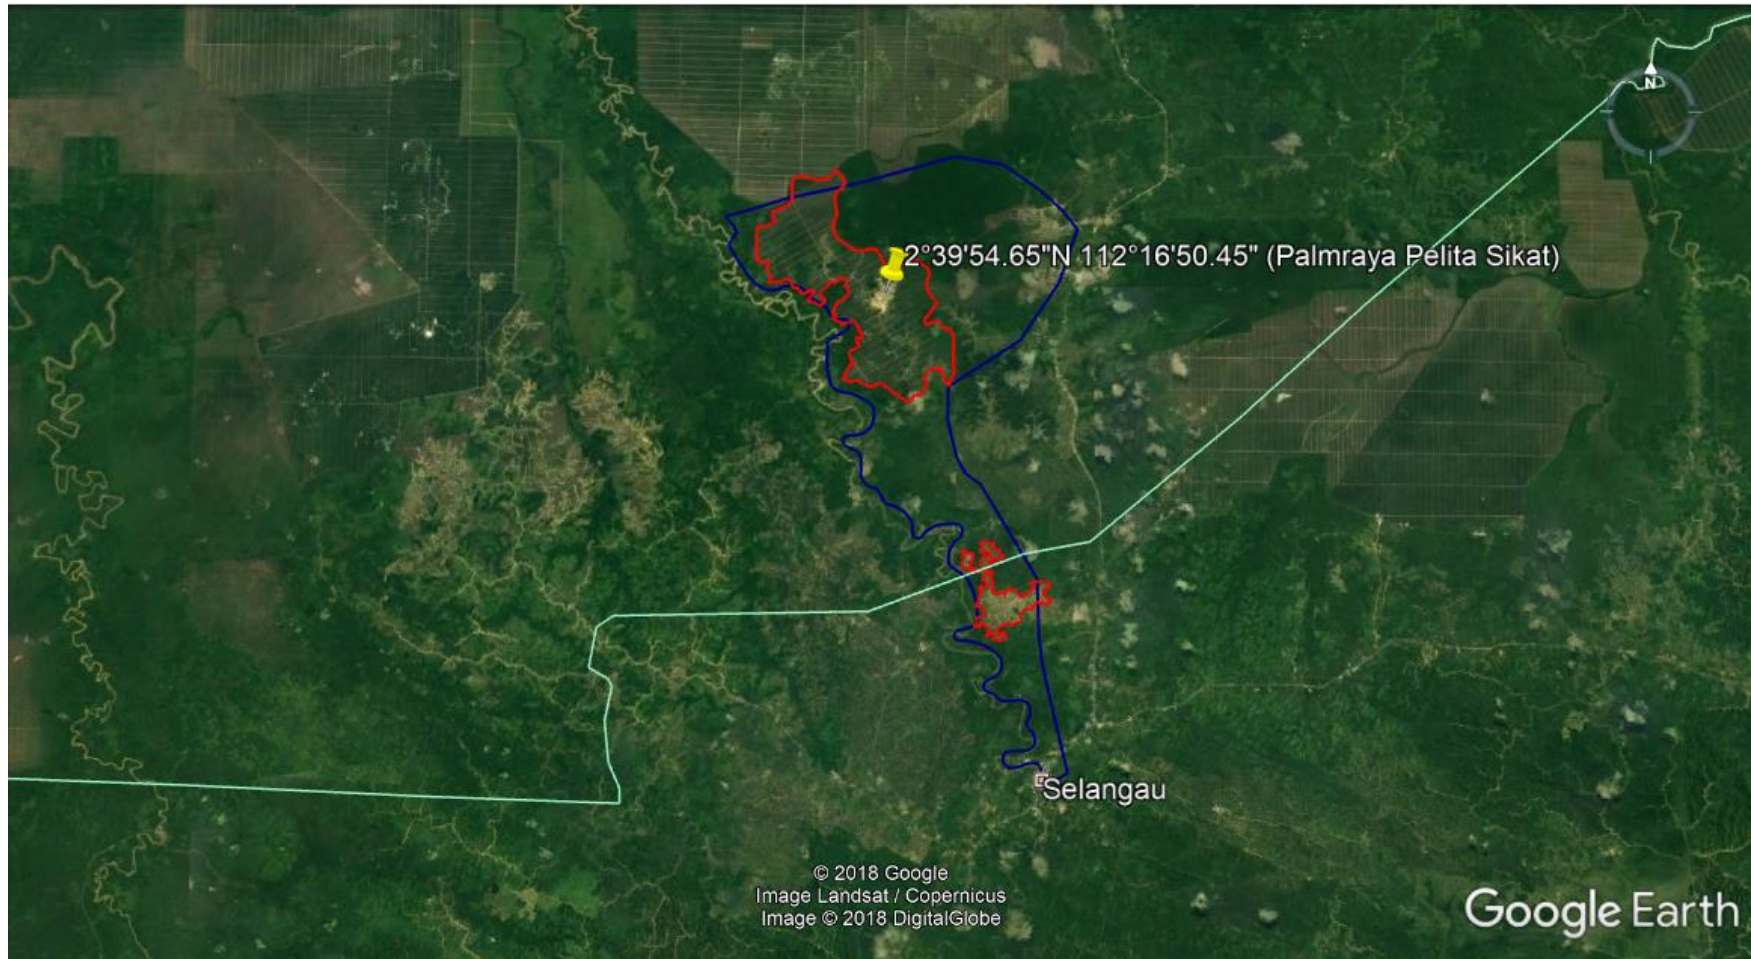 N
2°39'54.65"N 112°16'50.45" (Palmraya Pelita Sikat)
Selangau
© 2018 Google
Image Landsat / Copernicus
Image © 2018 DigitalGlobe
Google Earth